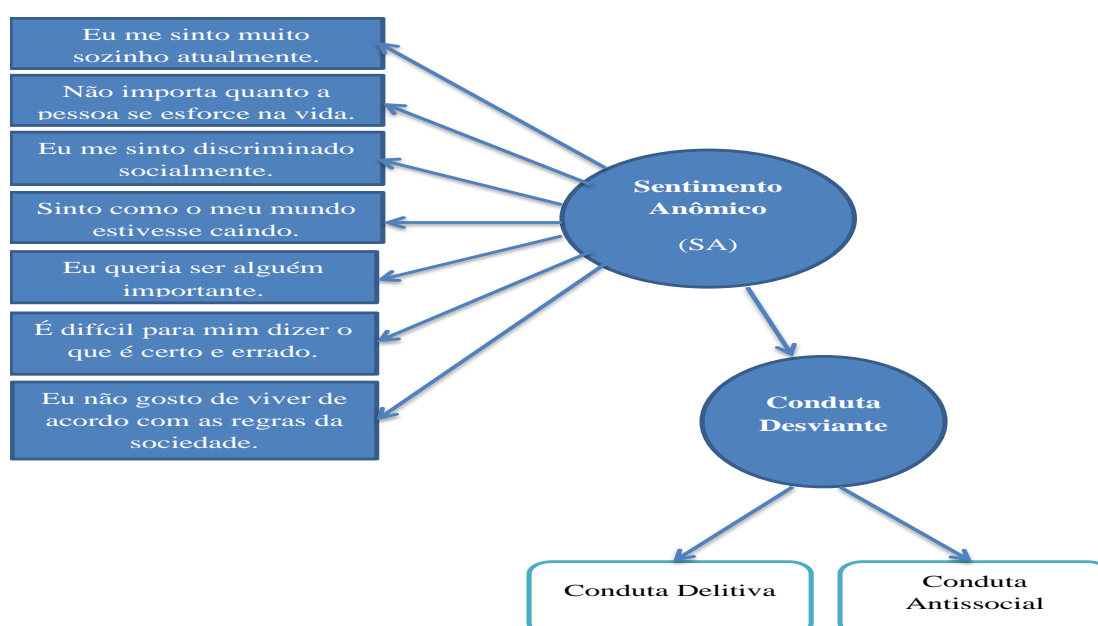 Eu me sinto muito
sozinho atualmente.
Não importa quanto a
pessoa se esforce na vida.
Eu me sinto discriminado
socialmente.
Sinto como o meu mundo
estivesse caindo.
Eu queria ser alguém
importante.
É difícil para mim dizer o
que é certo e errado.
Eu não gosto de viver de
acordo com as regras da
sociedade.
Sentimento
Anômico
(SA)
Conduta
Desviante
Conduta Delitiva
Conduta
Antissocial